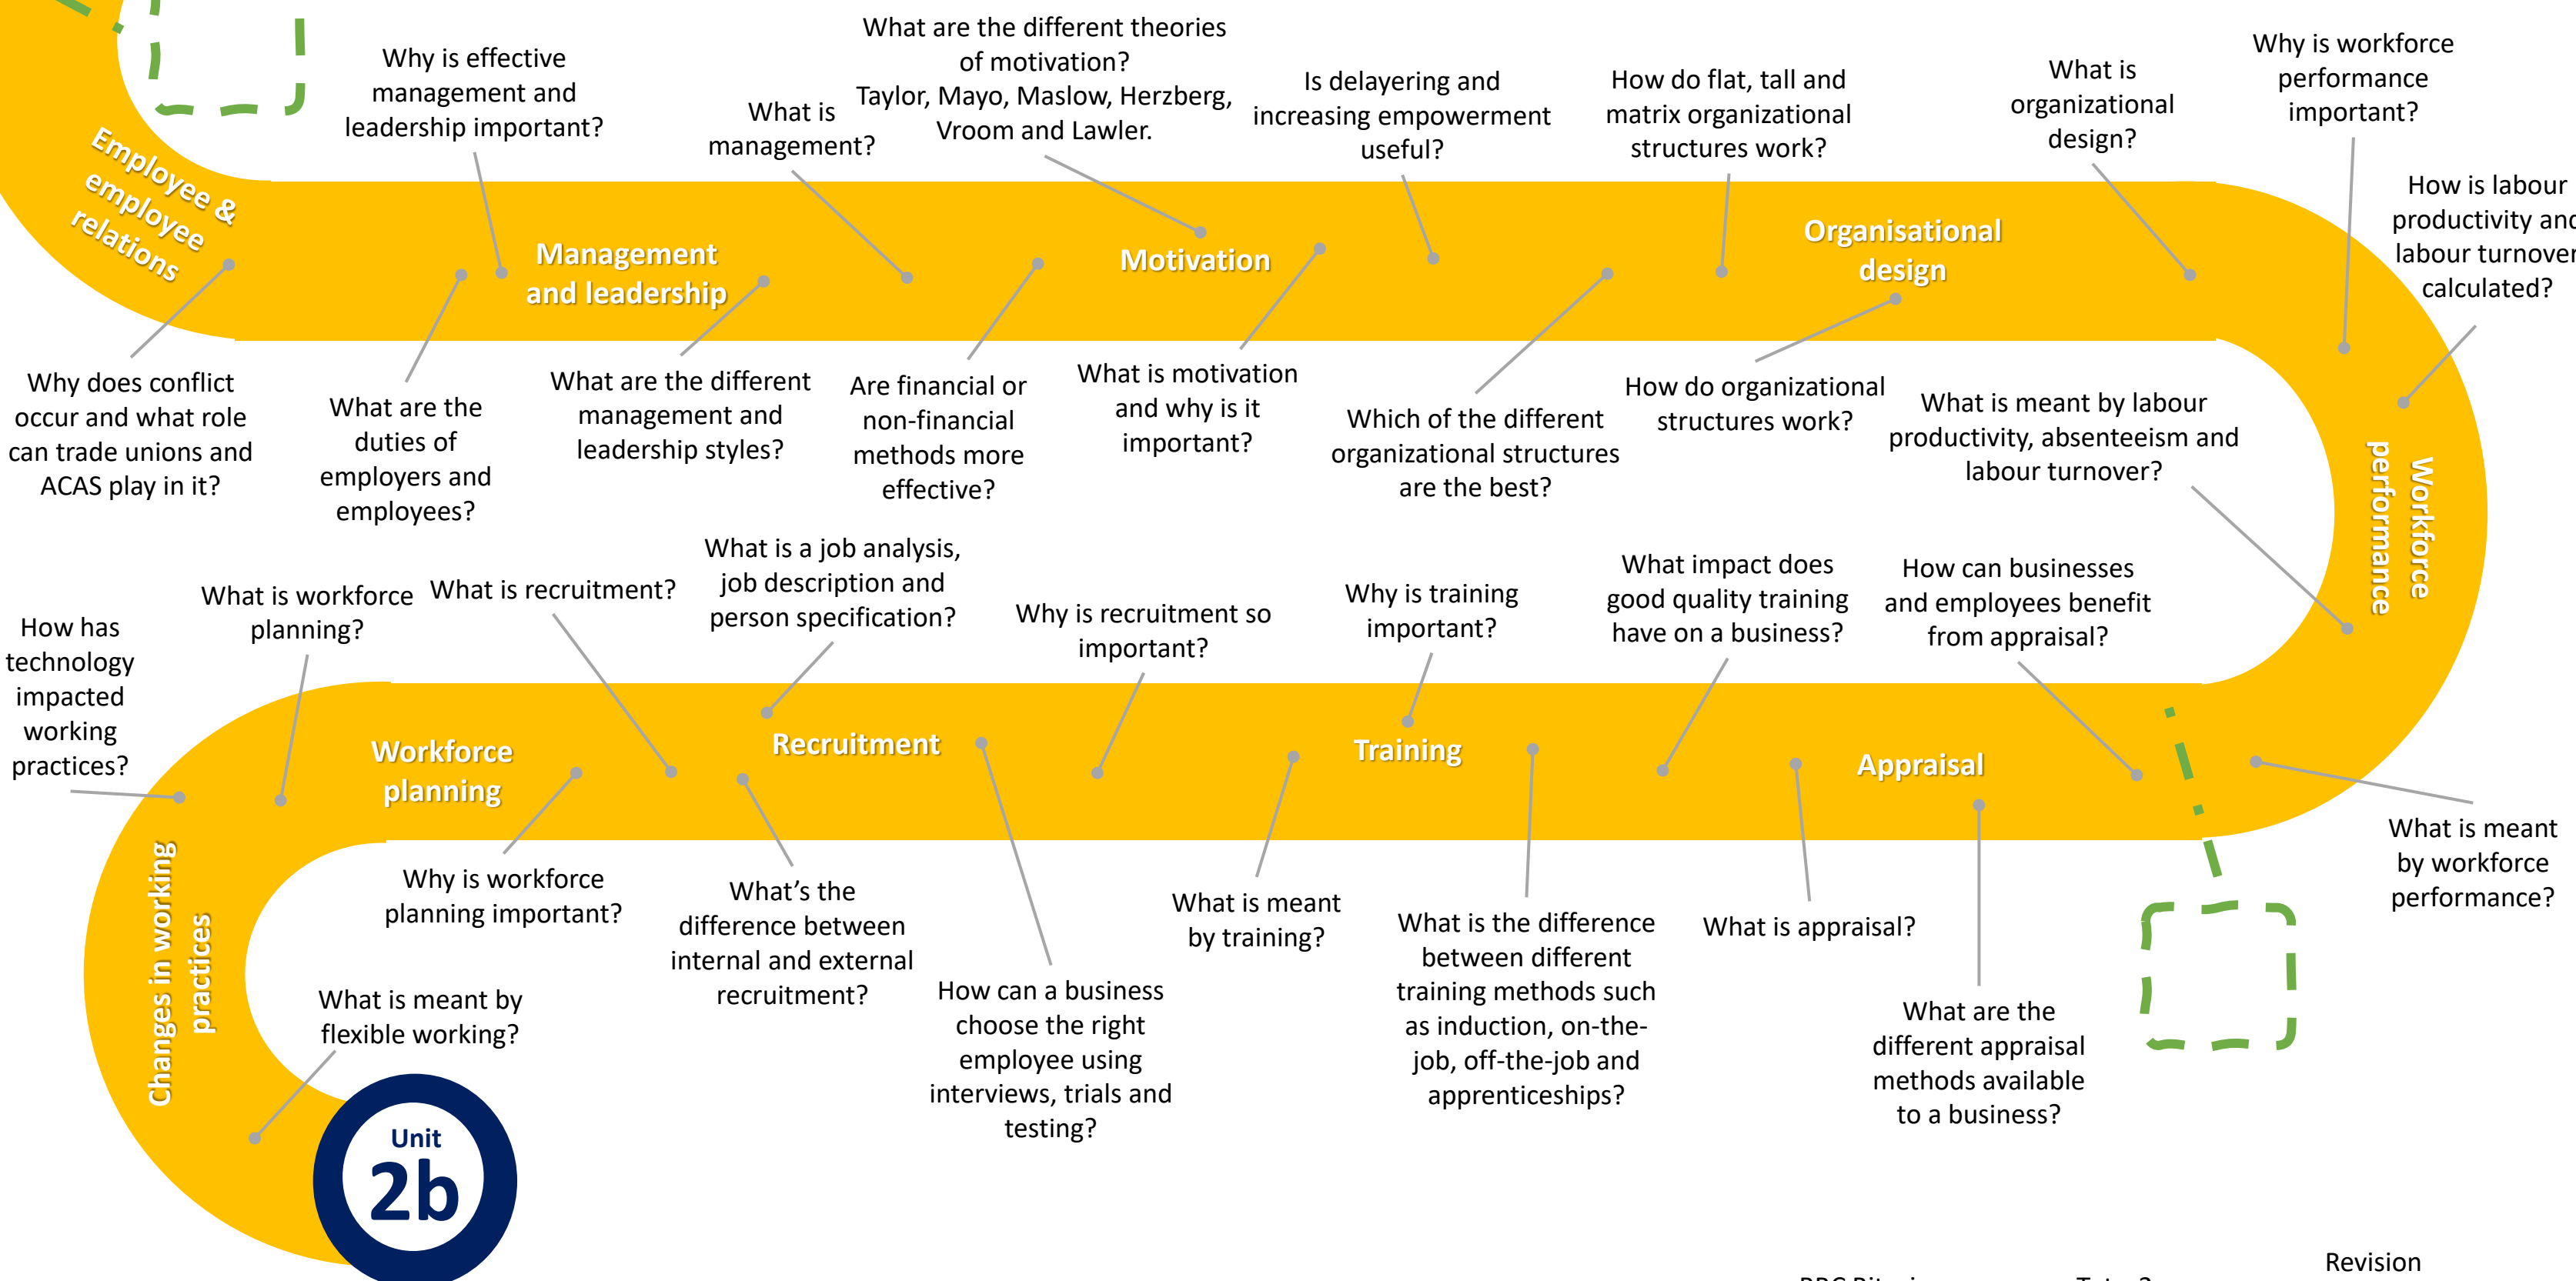 What are the different theories
of motivation?
Taylor, Mayo, Maslow, Herzberg,
Vroom and Lawler.
Why is effective
management and
leadership important?
What is
management?
Is delayering and
increasing empowerment
useful?
How do flat, tall and
matrix organizational
structures work?
What is
organizational
design?
Why is workforce
performance
important?
How is labour
productivity and
labour turnover
calculated?
Employee &
employee
relations
Management
and leadership
Motivation
Organisational
design
Why does conflict
occur and what role
can trade unions and
ACAS play in it?
What are the
duties of
employers and
employees?
What are the different
management and
leadership styles?
Are financial or
non-financial
methods more
effective?
What is motivation
and why is it
important?
Which of the different
organizational structures
are the best?
How do organizational
structures work?
What is meant by labour
productivity, absenteeism and
labour turnover?
Workforce
performance
How has
technology
impacted
working
practices?
What is workforce
planning?
What is recruitment?
What is a job analysis,
job description and
person specification?
Why is recruitment so
important?
Why is training
important?
What impact does
good quality training
have on a business?
How can businesses
and employees benefit
from appraisal?
Workforce
planning
Recruitment
Training
Appraisal
Changes in working
practices
Why is workforce
planning important?
What's the
difference between
internal and external
recruitment?
How can a business
choose the right
employee using
interviews, trials and
testing?
What is meant
by training?
What is the difference
between different
training methods such
as induction, on-the-
job, off-the-job and
apprenticeships?
What is appraisal?
What are the
different appraisal
methods available
to a business?
What is meant
by workforce
performance?
What is meant by
flexible working?
Unit
2b
Revision